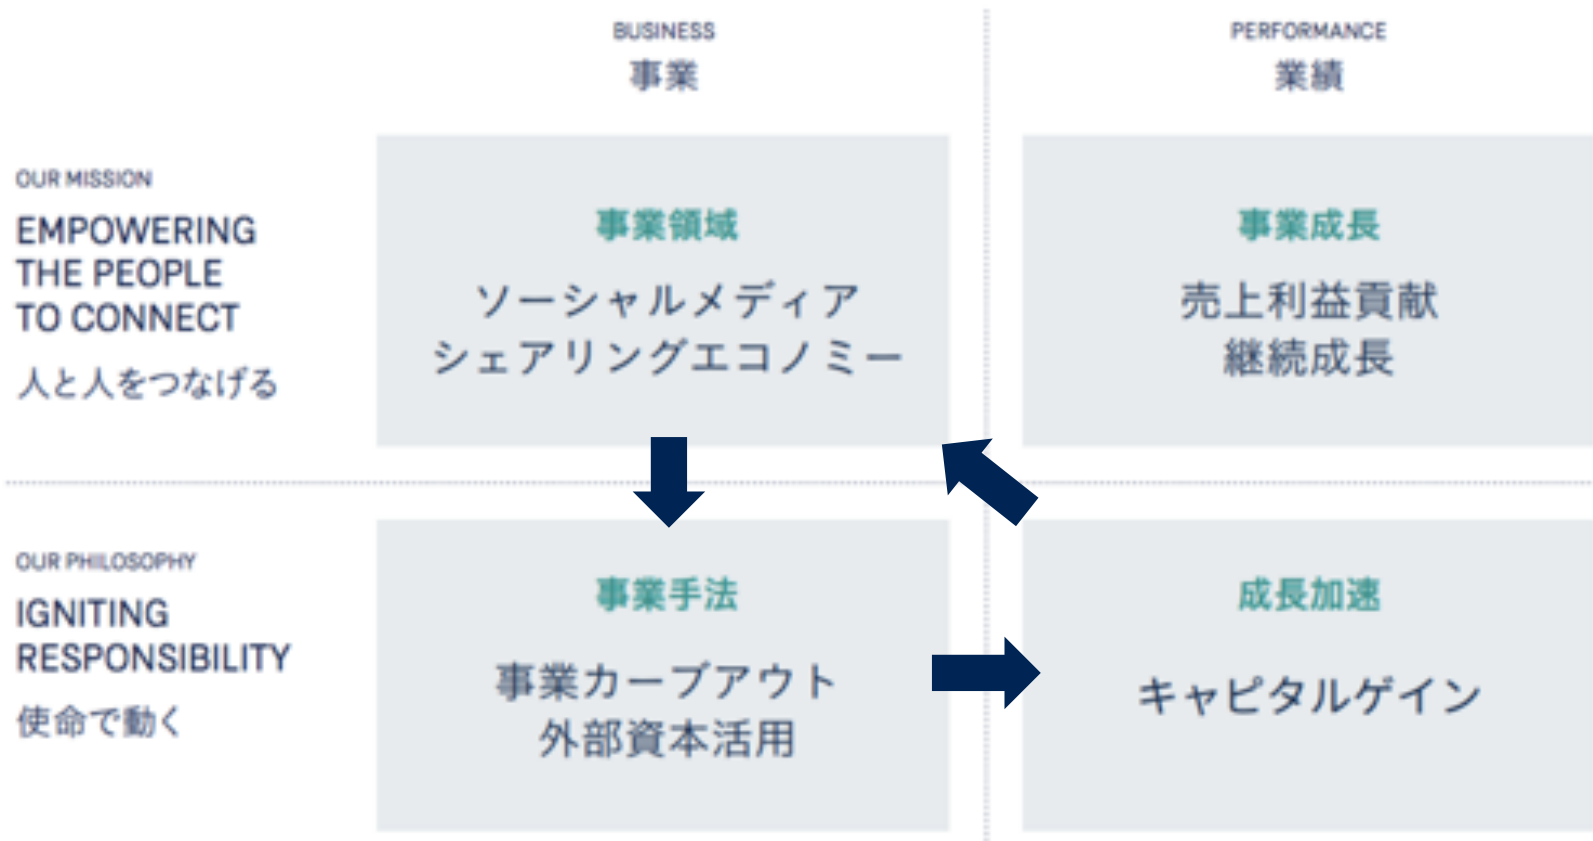 BUSINESS
事業
PERFORMANCE
業績
OUR MISSION
EMPOWERING
THE PEOPLE
TO CONNECT
人と人をつなげる
事業領域
ソーシャルメディア
シェアリングエコノミー
事業成長
売上利益貢献
継続成長
OUR PHILOSOPHY
IGNITING
RESPONSIBILITY
使命で動く
事業手法
事業カーブアウト
外部資本活用
成長加速
キャピタルゲイン